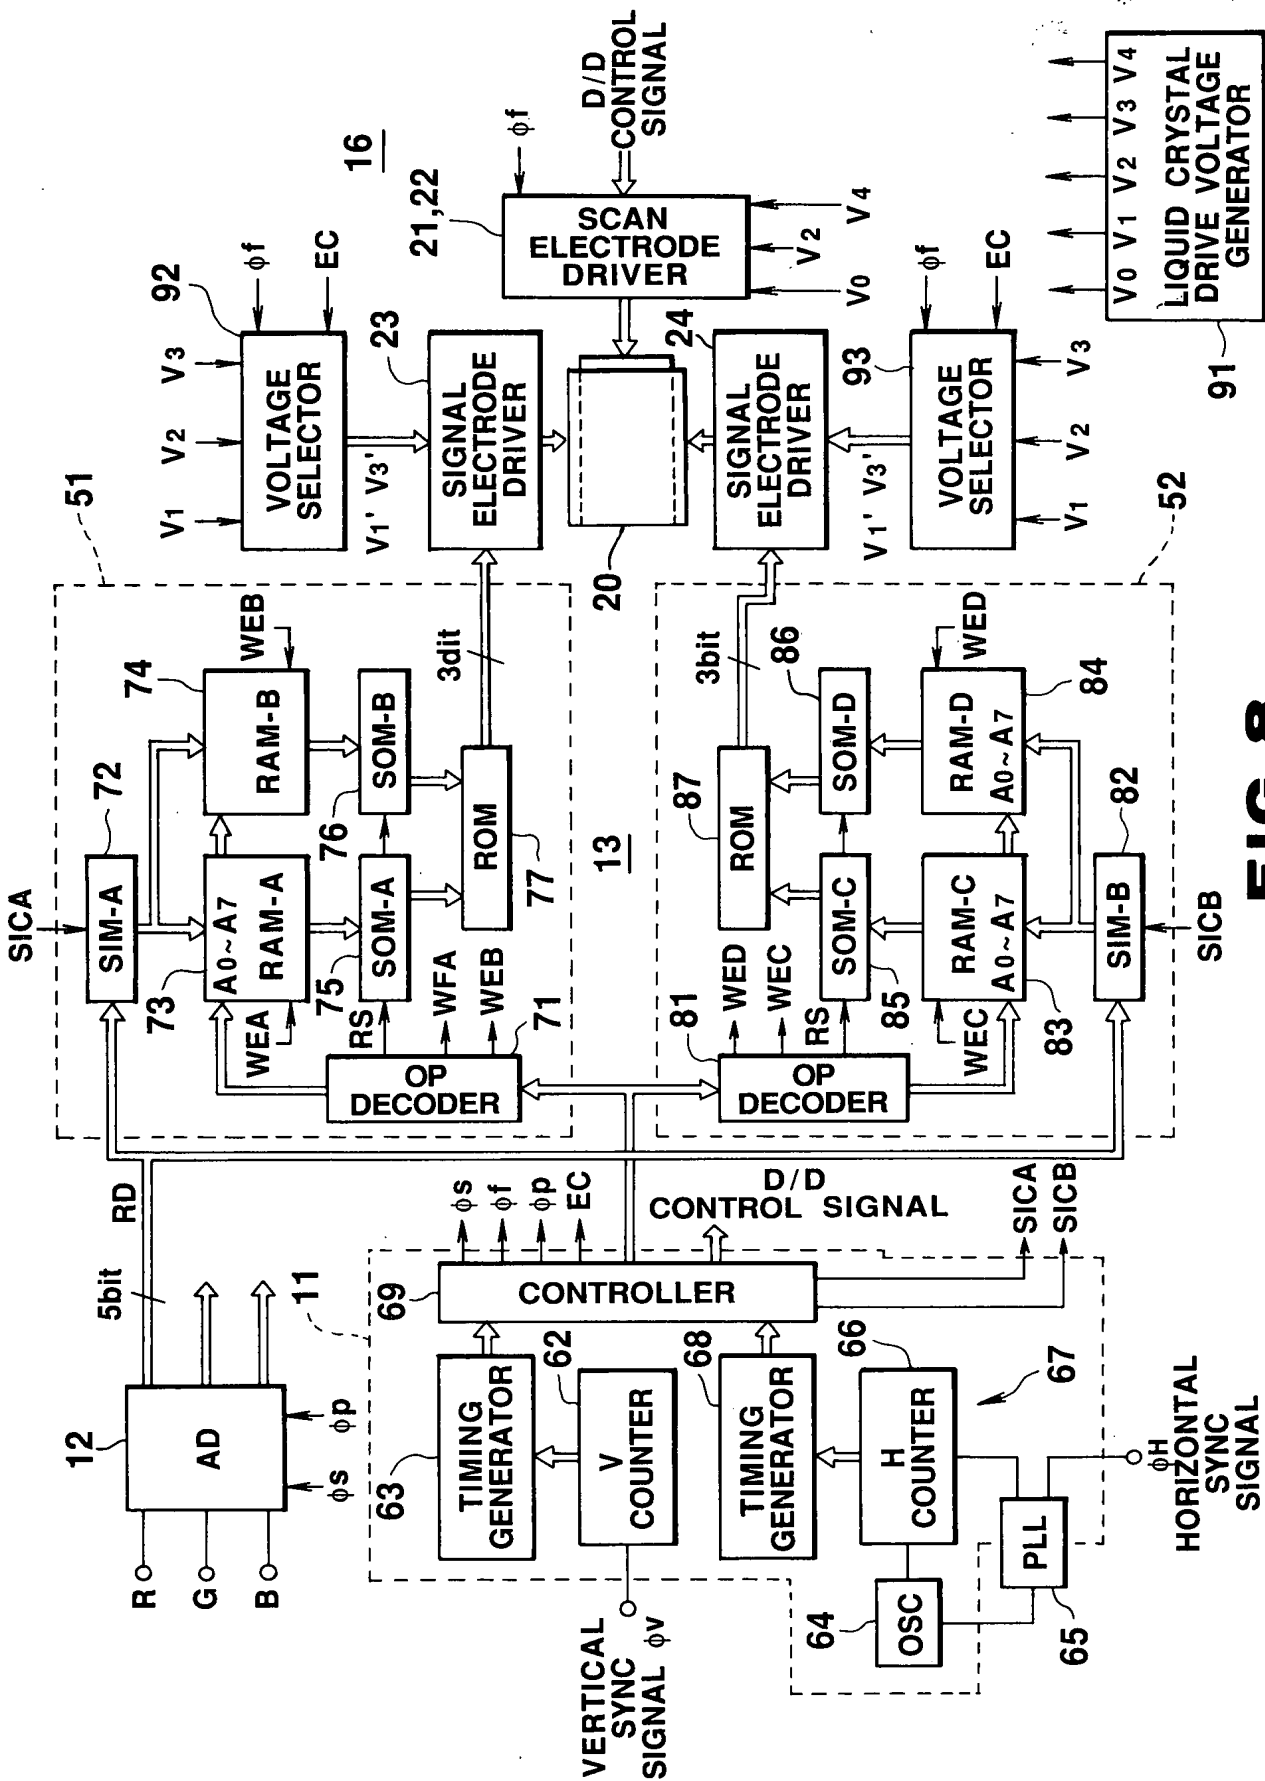 R
G
B
12
AD
ϕs
ϕp
5bit
RD
SICA
SIM-A
72
73
A0~A7
RAM-A
WEA
74
RAM-B
WEB
51
75
SOM-A
RS
76
SOM-B
WFA
WEB
OP
DECODER
71
ROM
77
3dit
V1
V2
V3
92
VOLTAGE
SELECTOR
ϕf
EC
V1' V3'
23
SIGNAL
ELECTRODE
DRIVER
16
21,22
SCAN
ELECTRODE
DRIVER
ϕf
D/D
CONTROL
SIGNAL
V0
V2
V4
20
13
24
SIGNAL
ELECTRODE
DRIVER
V1' V3'
93
VOLTAGE
SELECTOR
ϕf
EC
V1
V2
V3
52
3bit
87
ROM
86
SOM-D
SOM-C
85
RS
WED
WEC
81
OP
DECODER
WEC
RAM-C
A0~A7
83
RAM-D
A0~A7
84
WED
SIM-B
82
SICB
11
69
CONTROLLER
ϕs
ϕf
ϕp
EC
D/D
CONTROL SIGNAL
SICA
SICB
63
TIMING
GENERATOR
62
V
COUNTER
68
TIMING
GENERATOR
66
H
COUNTER
67
64
OSC
65
PLL
VERTICAL
SYNC
SIGNAL ϕv
ϕH
HORIZONTAL
SYNC
SIGNAL
V0 V1 V2 V3 V4
LIQUID CRYSTAL
DRIVE VOLTAGE
GENERATOR
91